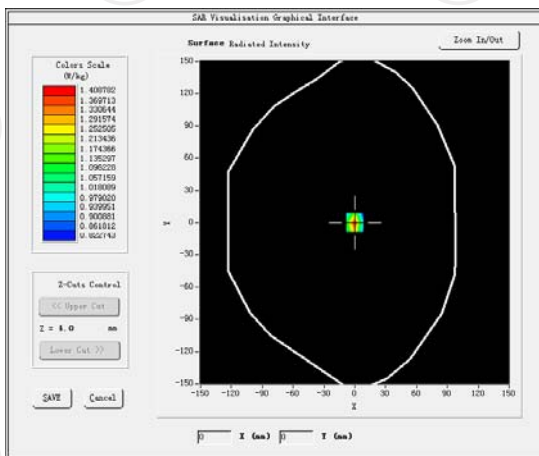 SAR Visualisation Graphical Interface
Surface Radiated Intensity
Zoom In/Out
Colors Scale
(W/kg)
1.408782
1.369713
1.330644
1.291574
1.252505
1.213436
1.174366
1.135297
1.096228
1.057159
1.018089
0.979020
0.939951
0.900881
0.861812
0.822743
Z-Cuts Control
<< Upper Cut
Z = 4.0 mm
Lower Cut >>
SAVE Cancel
150
120
90
60
30
0
-30
-60
-90
-120
-150
Y
-150 -120 -90 -60 -30 0 30 60 90 120 150
X
0 X (mm) 0 Y (mm)